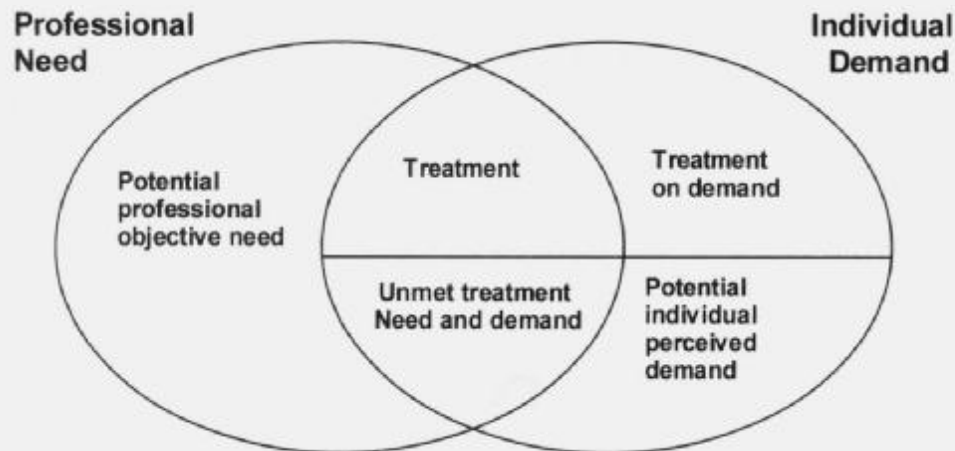 Professional
Need
Individual
Demand
Potential
professional
objective need
Treatment
Treatment
on demand
Unmet treatment
Need and demand
Potential
individual
perceived
demand